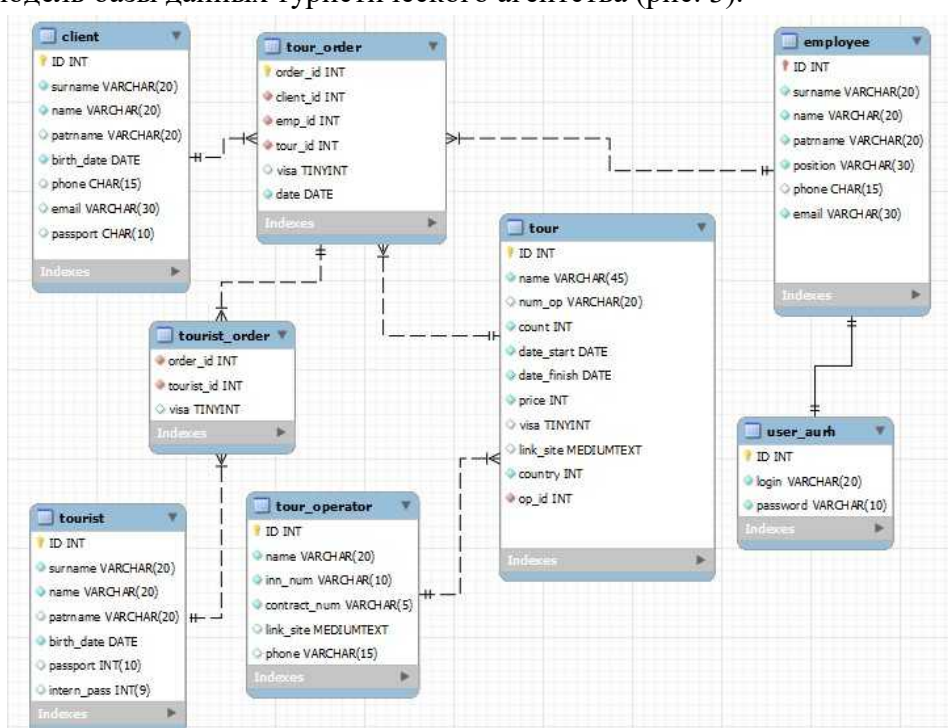 модель базы данных туристического агентства (рис. 3).
client
ID INT
surname VARCHAR(20)
name VARCHAR(20)
patrname VARCHAR(20)
birth_date DATE
phone CHAR(15)
email VARCHAR(30)
passport CHAR(10)
Indexes
tour_order
order_id INT
client_id INT
emp_id INT
tour_id INT
visa TINYINT
date DATE
Indexes
employee
ID INT
surname VARCHAR(20)
name VARCHAR(20)
patrname VARCHAR(20)
position VARCHAR(30)
phone CHAR(15)
email VARCHAR(30)
Indexes
tour
ID INT
name VARCHAR(45)
num_op VARCHAR(20)
count INT
date_start DATE
date_finish DATE
price INT
visa TINYINT
link_site MEDIUMTEXT
country INT
op_id INT
Indexes
tourist_order
order_id INT
tourist_id INT
visa TINYINT
Indexes
user_aurh
ID INT
login VARCHAR(20)
password VARCHAR(10)
Indexes
tourist
ID INT
surname VARCHAR(20)
name VARCHAR(20)
patrname VARCHAR(20)
birth_date DATE
passport INT(10)
intern_pass INT(9)
Indexes
tour_operator
ID INT
name VARCHAR(20)
inn_num VARCHAR(10)
contract_num VARCHAR(5)
link_site MEDIUMTEXT
phone VARCHAR(15)
Indexes